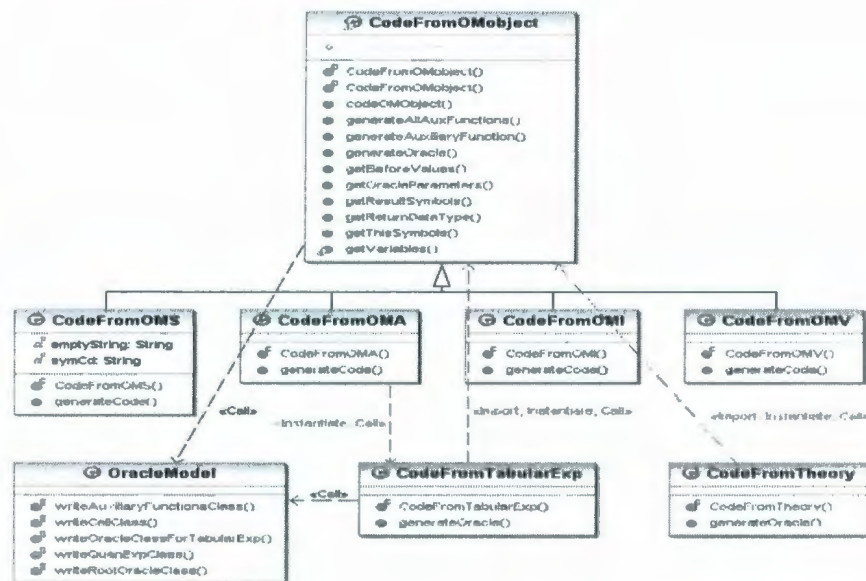 CodeFromOMobject
CodeFromOMobject()
CodeFromOMobject()
codeOMObject()
generateAllAuxFunctions()
generateAuxiliaryFunction()
generateOracle()
getBeforeValues()
getOracleParameters()
getResultSymbols()
getReturnDataType()
getThisSymbols()
getVariables()
CodeFromOMS
emptyString: String
symCd: String
CodeFromOMS()
generateCode()
CodeFromOMA
CodeFromOMA()
generateCode()
CodeFromOMI
CodeFromOMI()
generateCode()
CodeFromOMV
CodeFromOMV()
generateCode()
«Call»
«Instantiate, Call»
«Import, Instantiate, Call»
«Import, Instantiate, Call»
OracleModel
writeAuxiliaryFunctionsClass()
writeCellClass()
writeOracleClassForTabularExp()
writeQuanExpClass()
writeRootOracleClass()
«Call»
CodeFromTabularExp
CodeFromTabularExp()
generateOracle()
CodeFromTheory
CodeFromTheory()
generateOracle()